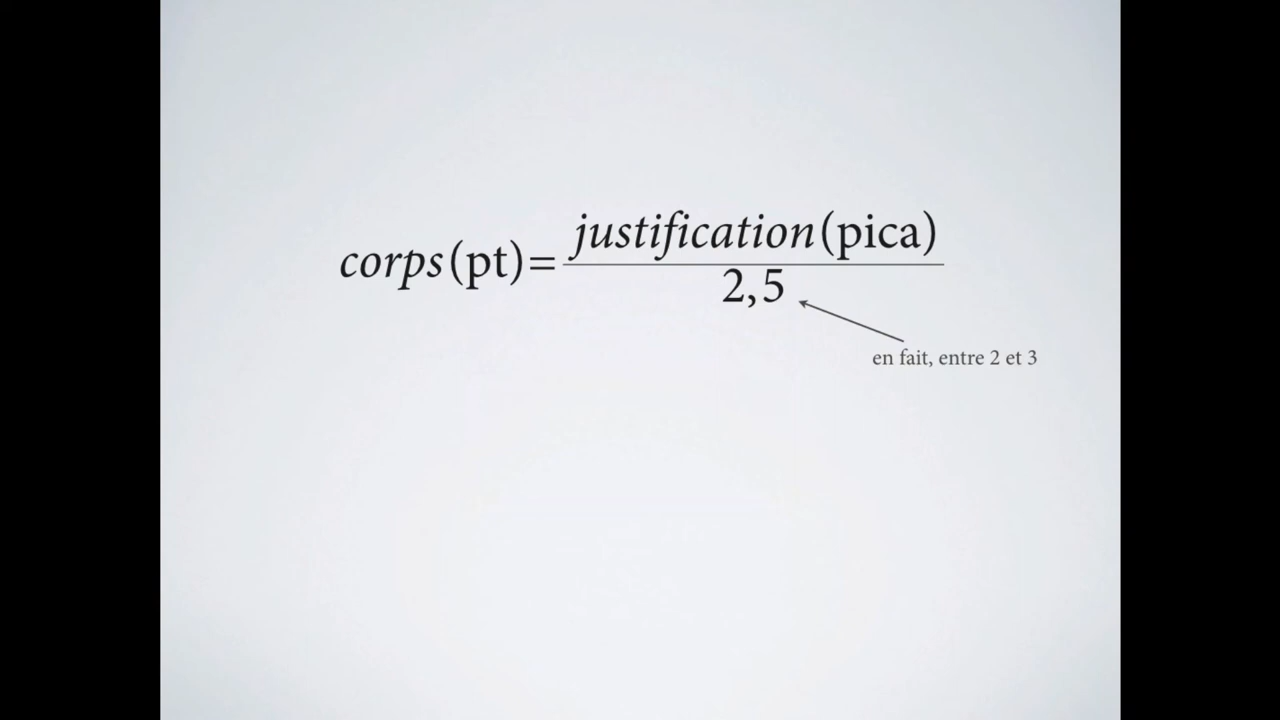 corps(pt)=
justification(pica)
2,5
en fait, entre 2 et 3